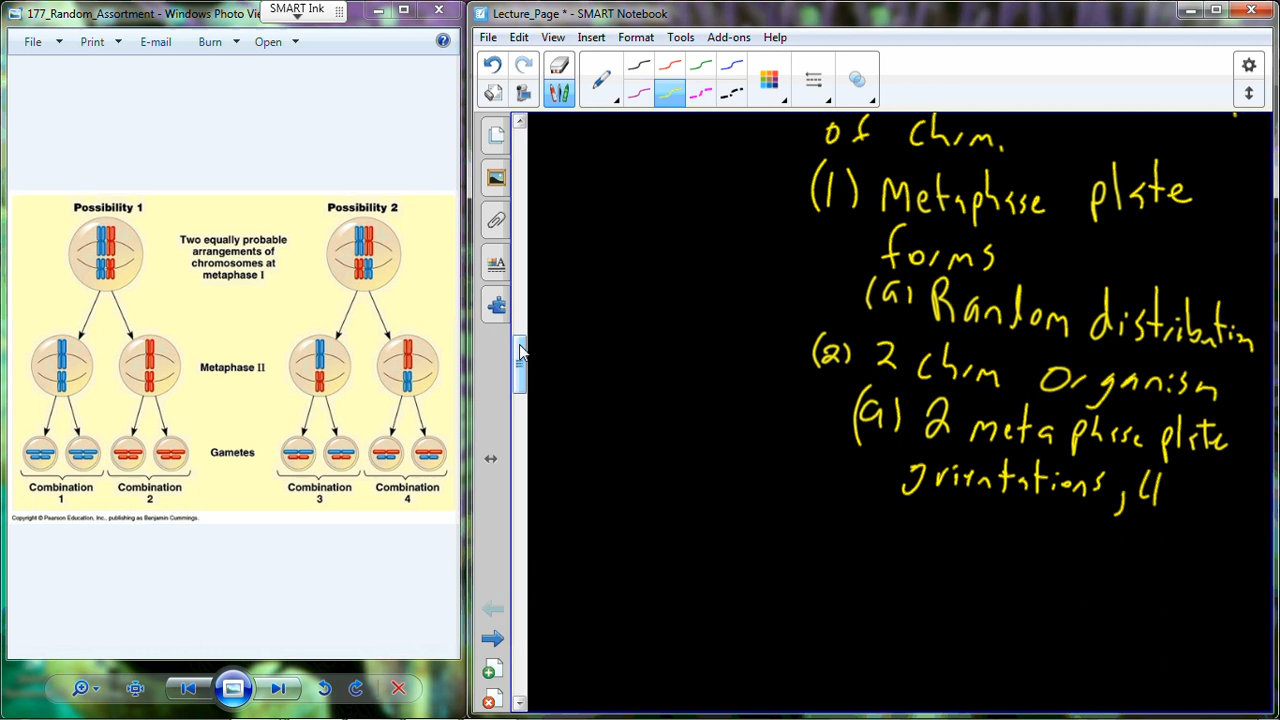 177_Random_Assortment - Windows Photo Vie
SMART Ink
File Print E-mail Burn Open
Possibility 1
Possibility 2
Two equally probable
arrangements of
chromosomes at
metaphase I
Metaphase II
Gametes
Combination
1
Combination
2
Combination
3
Combination
4
Copyright © Pearson Education, Inc., publishing as Benjamin Cummings.
Lecture_Page * - SMART Notebook
File Edit View Insert Format Tools Add-ons Help
of chrm.
(1) Metaphase plate
forms
(a) Random distribution
(2) 2 chrm organism
(a) 2 metaphase plate
orientations, 4